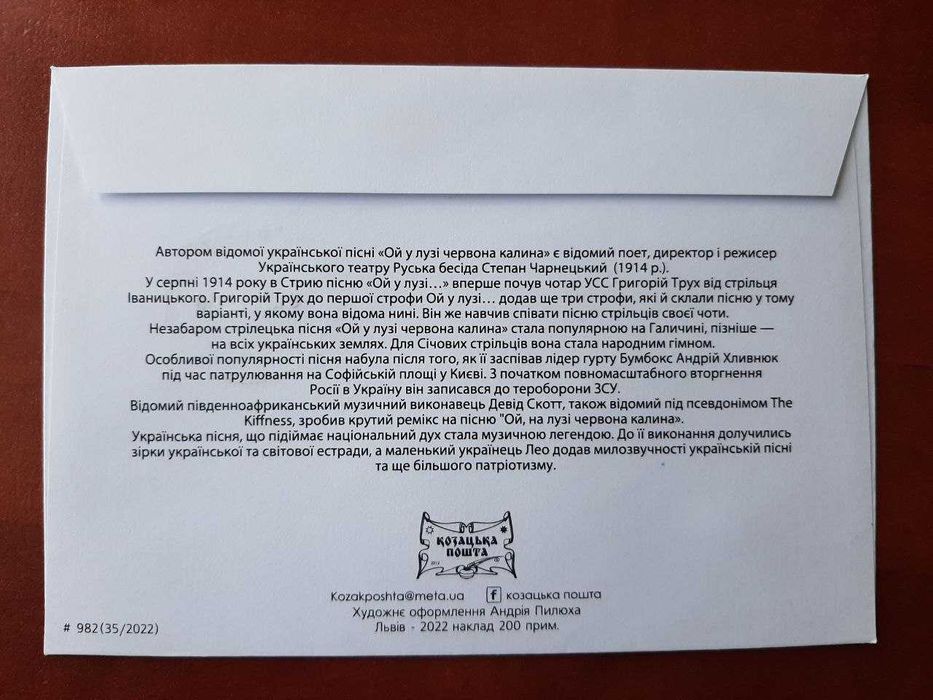 Автором відомої української пісні «Ой у лузі червона калина» є відомий поет, директор і режисер
Українського театру Руська бесіда Степан Чарнецький (1914 р.).
У серпні 1914 року в Стрию пісню «Ой у лузі...» вперше почув чотар УСС Григорій Трух від стрільця
Іваницького. Григорій Трух до першої строфи Ой у лузі... додав ще три строфи, які й склали пісню у тому
варіанті, у якому вона відома нині. Він же навчив співати пісню стрільців своєї чоти.
Незабаром стрілецька пісня «Ой у лузі червона калина» стала популярною на Галичині, пізніше —
на всіх українських землях. Для Січових стрільців вона стала народним гімном.
Особливої популярності пісня набула після того, як її заспівав лідер гурту Бумбокс Андрій Хливнюк
під час патрулювання на Софійській площі у Києві. З початком повномасштабного вторгнення
Росії в Україну він записався до тероборони ЗСУ.
Відомий південноафриканський музичний виконавець Девід Скотт, також відомий під псевдонімом The
Kiffness, зробив крутий ремікс на пісню "Ой, на лузі червона калина».
Українська пісня, що підіймає національний дух стала музичною легендою. До її виконання долучились
зірки української та світової естради, а маленький українець Лео додав милозвучності українській пісні
та ще більшого патріотизму.
КОЗАЦЬКА
ПОШТА
Kozakposhta@meta.ua f козацька пошта
Художнє оформлення Андрія Пилюха
Львів - 2022 наклад 200 прим.
# 982(35/2022)